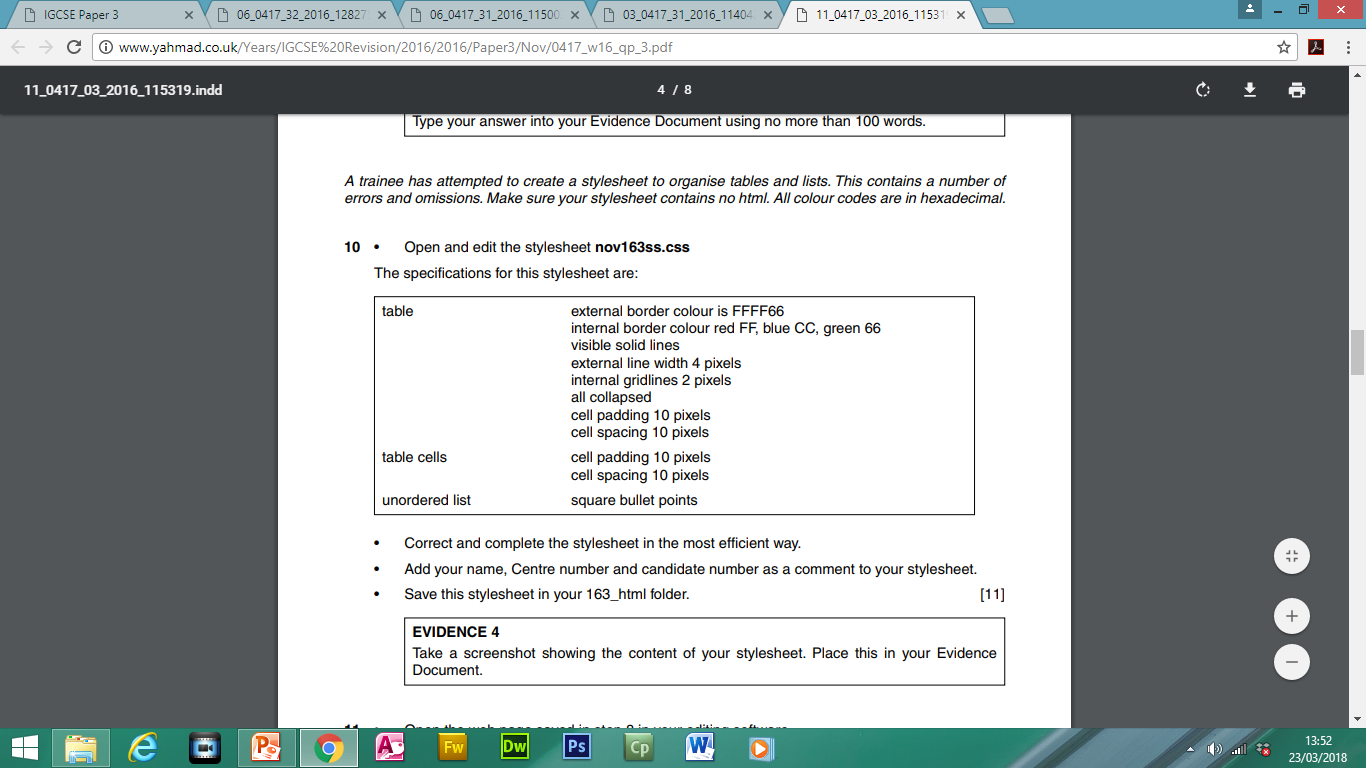 IGCSE Paper 3
06_0417_32_2016_12827
06_0417_31_2016_11500
03_0417_31_2016_11404
11_0417_03_2016_11531
www.yahmad.co.uk/Years/IGCSE%20Revision/2016/2016/Paper3/Nov/0417_w16_qp_3.pdf
11_0417_03_2016_115319.indd
4 / 8
Type your answer into your Evidence Document using no more than 100 words.
A trainee has attempted to create a stylesheet to organise tables and lists. This contains a number of
errors and omissions. Make sure your stylesheet contains no html. All colour codes are in hexadecimal.
10 • Open and edit the stylesheet nov163ss.css
The specifications for this stylesheet are:
table external border colour is FFFF66
internal border colour red FF, blue CC, green 66
visible solid lines
external line width 4 pixels
internal gridlines 2 pixels
all collapsed
cell padding 10 pixels
cell spacing 10 pixels
table cells cell padding 10 pixels
cell spacing 10 pixels
unordered list square bullet points
• Correct and complete the stylesheet in the most efficient way.
• Add your name, Centre number and candidate number as a comment to your stylesheet.
• Save this stylesheet in your 163_html folder. [11]
EVIDENCE 4
Take a screenshot showing the content of your stylesheet. Place this in your Evidence
Document.
Fw
Dw
Ps
Cp
13:52
23/03/2018